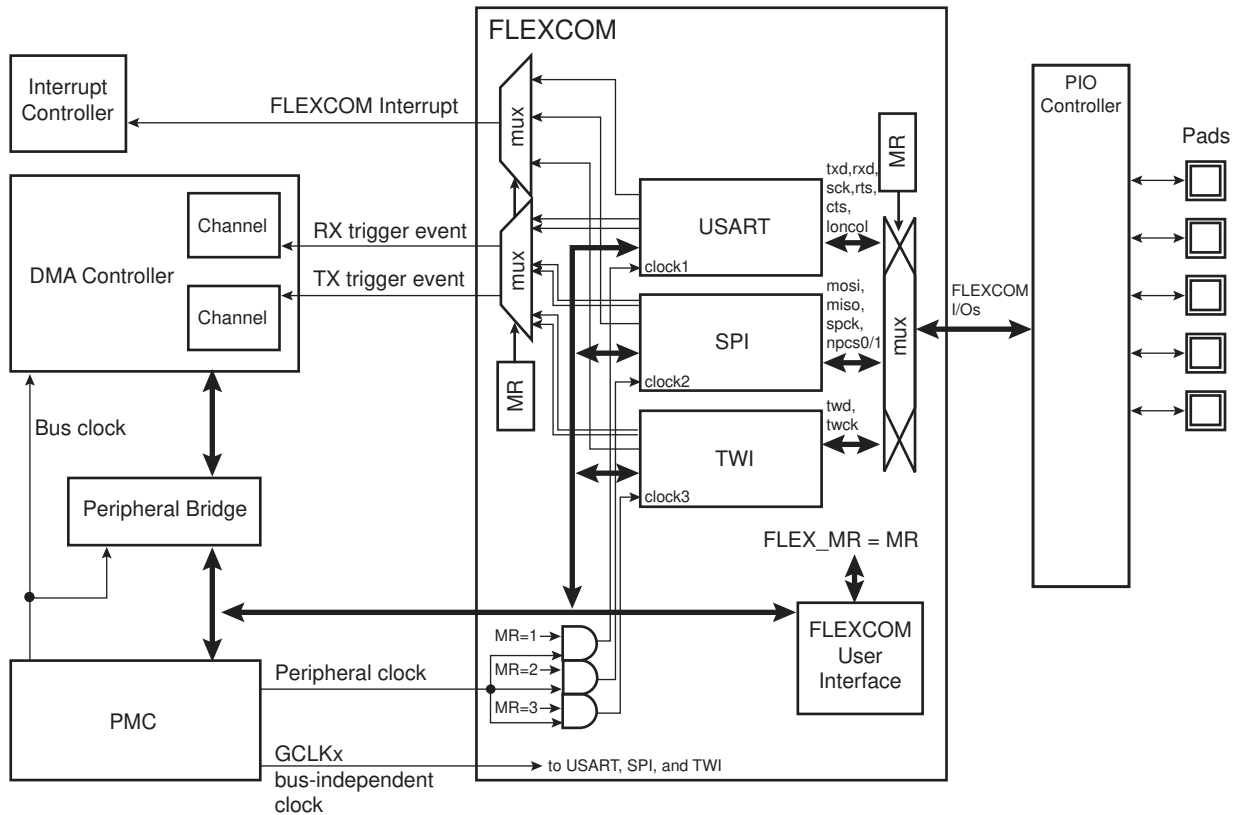 FLEXCOM
Interrupt
Controller
FLEXCOM Interrupt
mux
PIO
Controller
Pads
MR
txd,rxd,
sck,rts,
cts,
loncol
USART
clock1
DMA Controller
Channel
RX trigger event
TX trigger event
Channel
mux
MR
mosi,
miso,
spck,
npcs0/1
SPI
clock2
mux
FLEXCOM
I/Os
twd,
twck
TWI
clock3
Bus clock
Peripheral Bridge
FLEX_MR = MR
FLEXCOM
User
Interface
MR=1
MR=2
MR=3
Peripheral clock
PMC
GCLKx
bus-independent
clock
to USART, SPI, and TWI